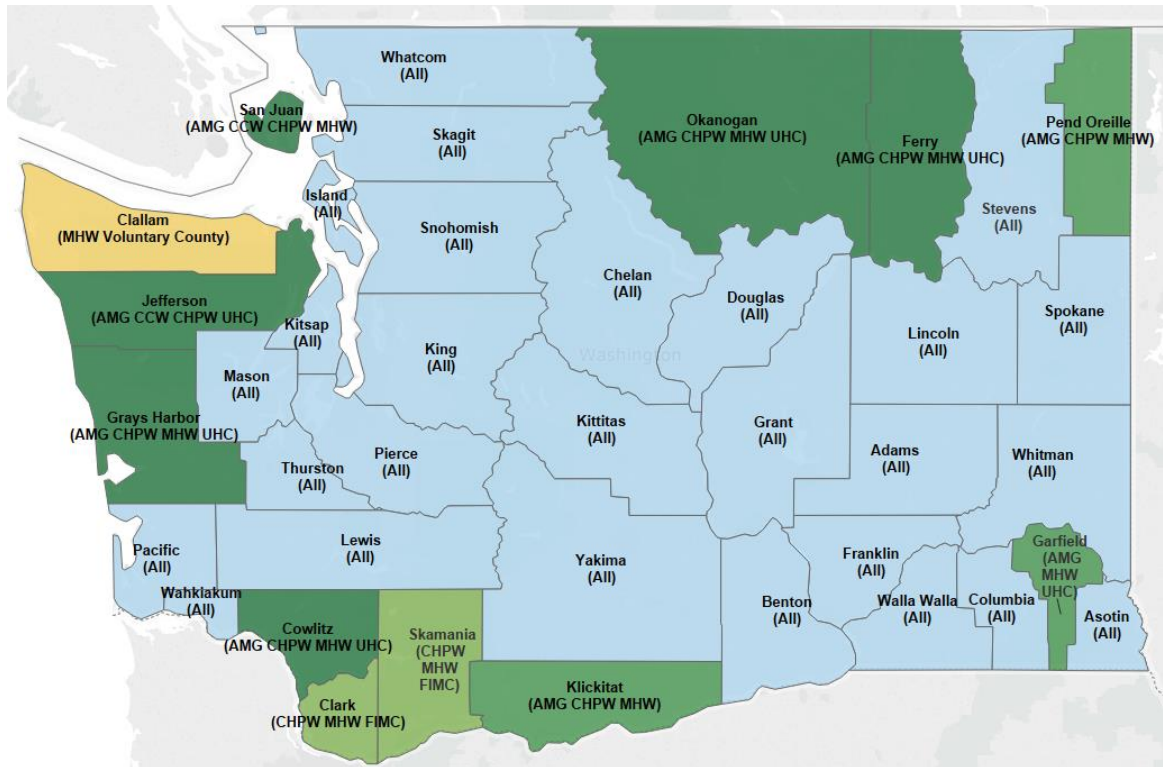 Whatcom
(All)
San Juan
(AMG CCW CHPW MHW)
Skagit
(All)
Okanogan
(AMG CHPW MHW UHC)
Ferry
(AMG CHPW MHW UHC)
Pend Oreille
(AMG CHPW MHW)
Island
(All)
Stevens
(All)
Clallam
(MHW Voluntary County)
Snohomish
(All)
Chelan
(All)
Douglas
(All)
Jefferson
(AMG CCW CHPW UHC)
Kitsap
(All)
King
(All)
Washington
Lincoln
(All)
Spokane
(All)
Mason
(All)
Grays Harbor
(AMG CHPW MHW UHC)
Kittitas
(All)
Grant
(All)
Thurston
(All)
Pierce
(All)
Adams
(All)
Whitman
(All)
Pacific
(All)
Lewis
(All)
Yakima
(All)
Franklin
(All)
Garfield
(AMG
MHW
UHC)
Wahklakum
(All)
Benton
(All)
Walla Walla
(All)
Columbia
(All)
Asotin
(All)
Cowlitz
(AMG CHPW MHW UHC)
Skamania
(CHPW
MHW
FIMC)
Clark
(CHPW MHW FIMC)
Klickitat
(AMG CHPW MHW)